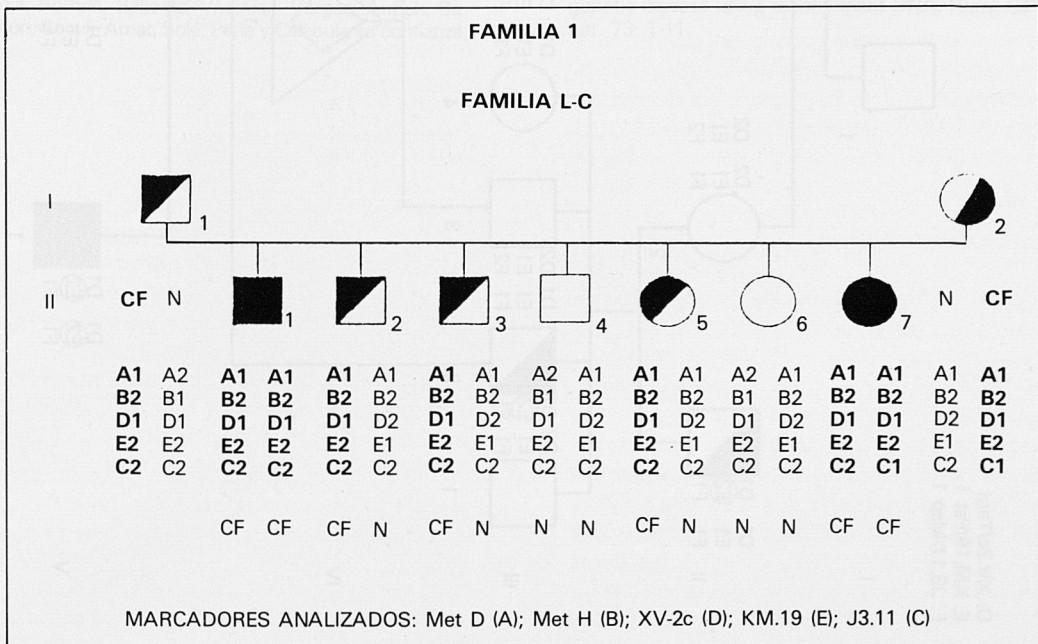 FAMILIA 1
FAMILIA L-C
I
1
2
II
CF N
1
2
3
4
5
6
7
N CF
A1 A2 A1 A1 A1 A1 A1 A1 A2 A1 A1 A1 A2 A1 A1 A1 A1 A1
B2 B1 B2 B2 B2 B2 B2 B2 B1 B2 B2 B2 B1 B2 B2 B2 B2 B2
D1 D1 D1 D1 D1 D2 D1 D2 D1 D2 D1 D2 D1 D2 D1 D1 D2 D1
E2 E2 E2 E2 E2 E1 E2 E1 E2 E1 E2 E1 E2 E1 E2 E2 E1 E2
C2 C2 C2 C2 C2 C2 C2 C2 C2 C2 C2 C2 C2 C2 C2 C1 C2 C1
CF CF CF N CF N N N CF N N N CF CF
MARCADORES ANALIZADOS: Met D (A); Met H (B); XV-2c (D); KM.19 (E); J3.11 (C)